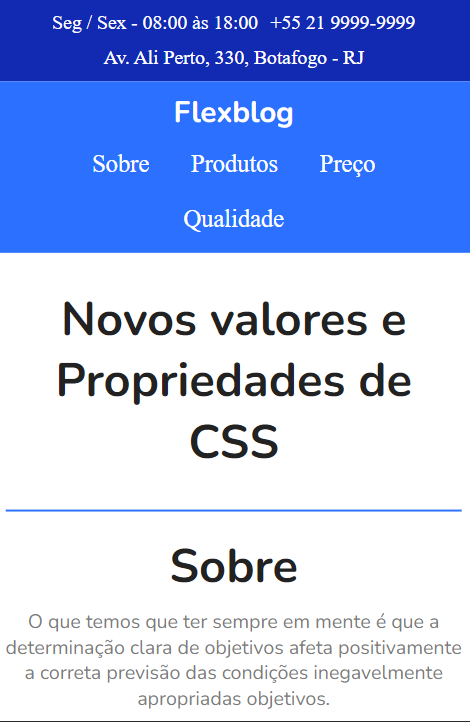 Seg / Sex - 08:00 às 18:00 +55 21 9999-9999
Av. Ali Perto, 330, Botafogo - RJ
Flexblog
Sobre Produtos Preço
Qualidade
Novos valores e
Propriedades de
CSS
Sobre
O que temos que ter sempre em mente é que a
determinação clara de objetivos afeta positivamente
a correta previsão das condições inegavelmente
apropriadas objetivos.